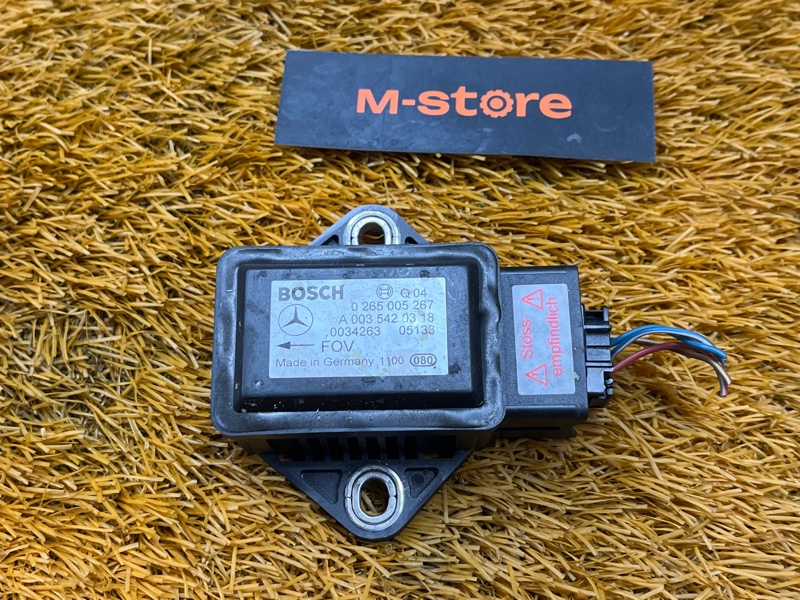 M-store
BOSCH Q 04
0 265 005 267
A 003 542 03 18
0034263 05133
FOV
Made in Germany 1100 080
Stoss-
empfindlich